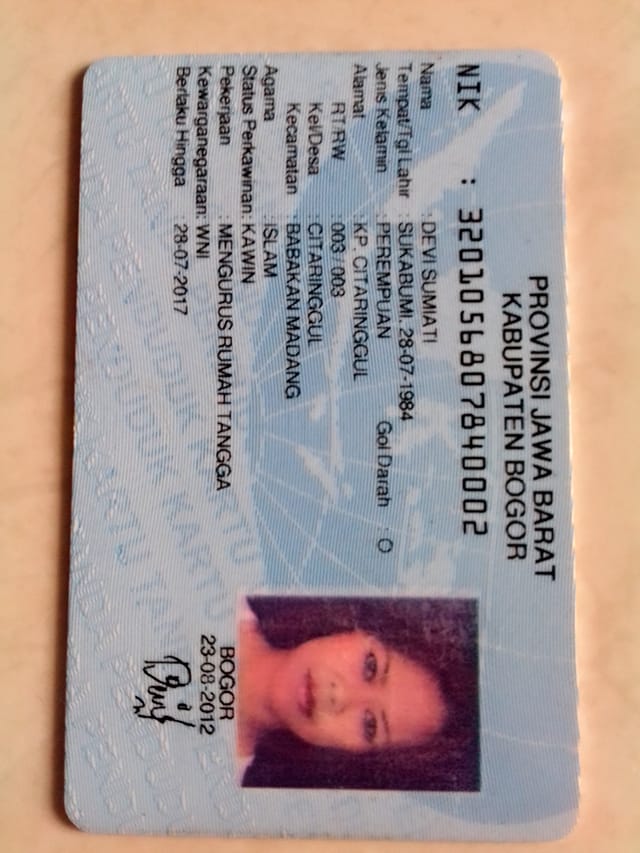 PROVINSI JAWA BARAT
KABUPATEN BOGOR
NIK : 3201056807840002
Nama : DEVI SUMIATI
Tempat/Tgl Lahir : SUKABUMI, 28-07-1984
Jenis Kelamin : PEREMPUAN Gol Darah : O
Alamat : KP. CITARINGGUL
RT/RW : 003 / 003
Kel/Desa : CITARINGGUL
Kecamatan : BABAKAN MADANG
Agama : ISLAM
Status Perkawinan: KAWIN
Pekerjaan : MENGURUS RUMAH TANGGA
Kewarganegaraan: WNI
Berlaku Hingga : 28-07-2017
BOGOR
23-08-2012